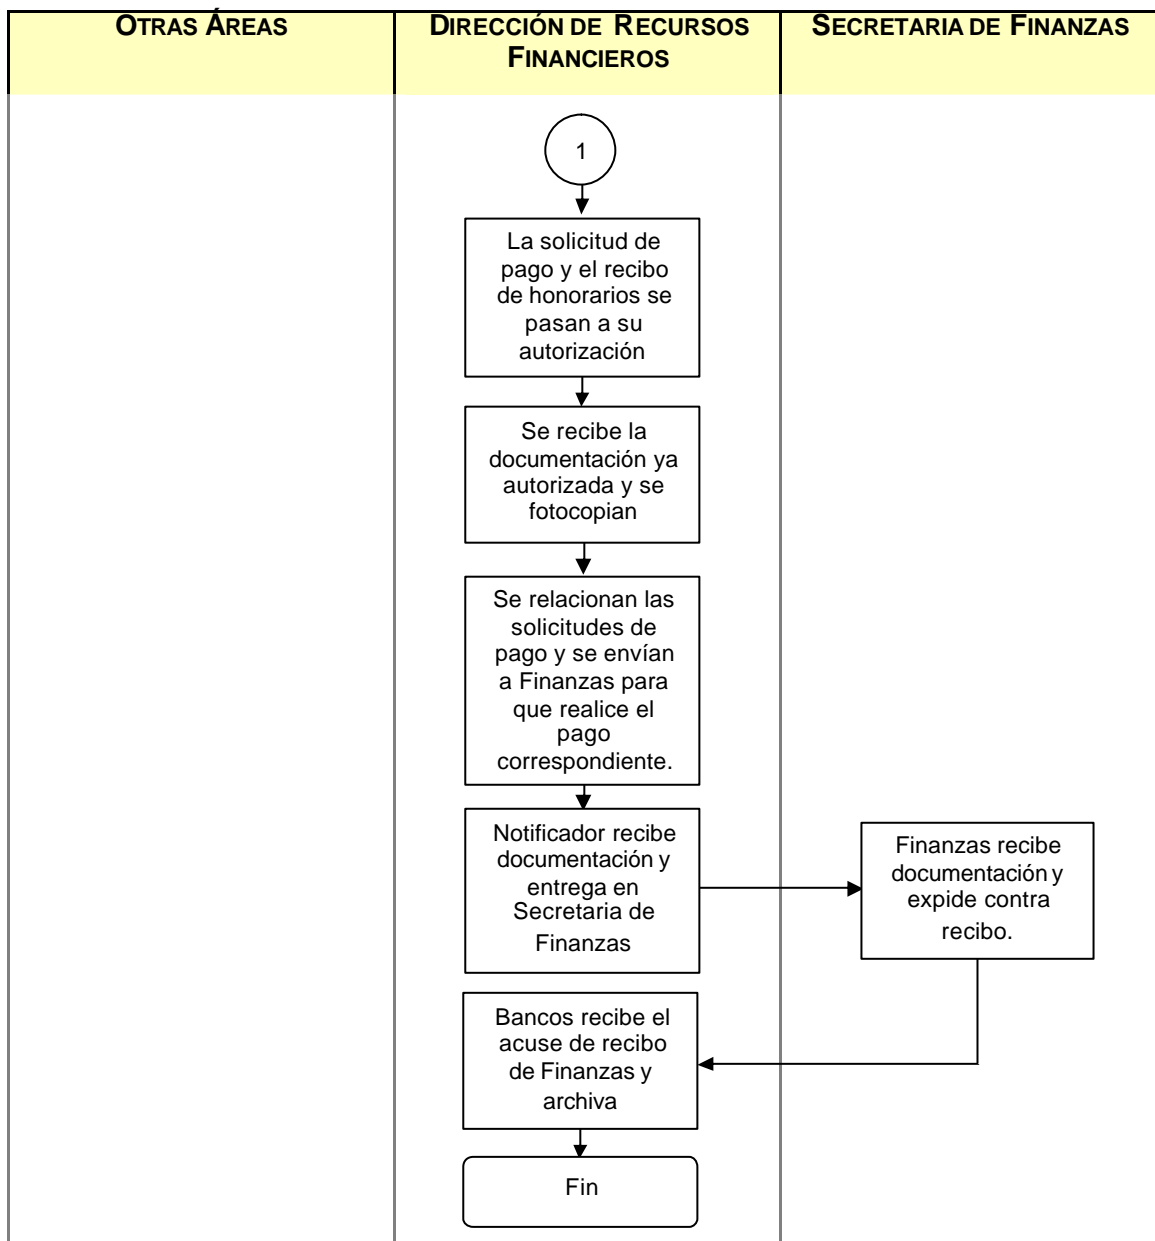 OTRAS ÁREAS
DIRECCIÓN DE RECURSOS
FINANCIEROS
SECRETARIA DE FINANZAS
1
La solicitud de
pago y el recibo
de honorarios se
pasan a su
autorización
Se recibe la
documentación ya
autorizada y se
fotocopian
Se relacionan las
solicitudes de
pago y se envían
a Finanzas para
que realice el
pago
correspondiente.
Notificador recibe
documentación y
entrega en
Secretaria de
Finanzas
Finanzas recibe
documentación y
expide contra
recibo.
Bancos recibe el
acuse de recibo
de Finanzas y
archiva
Fin